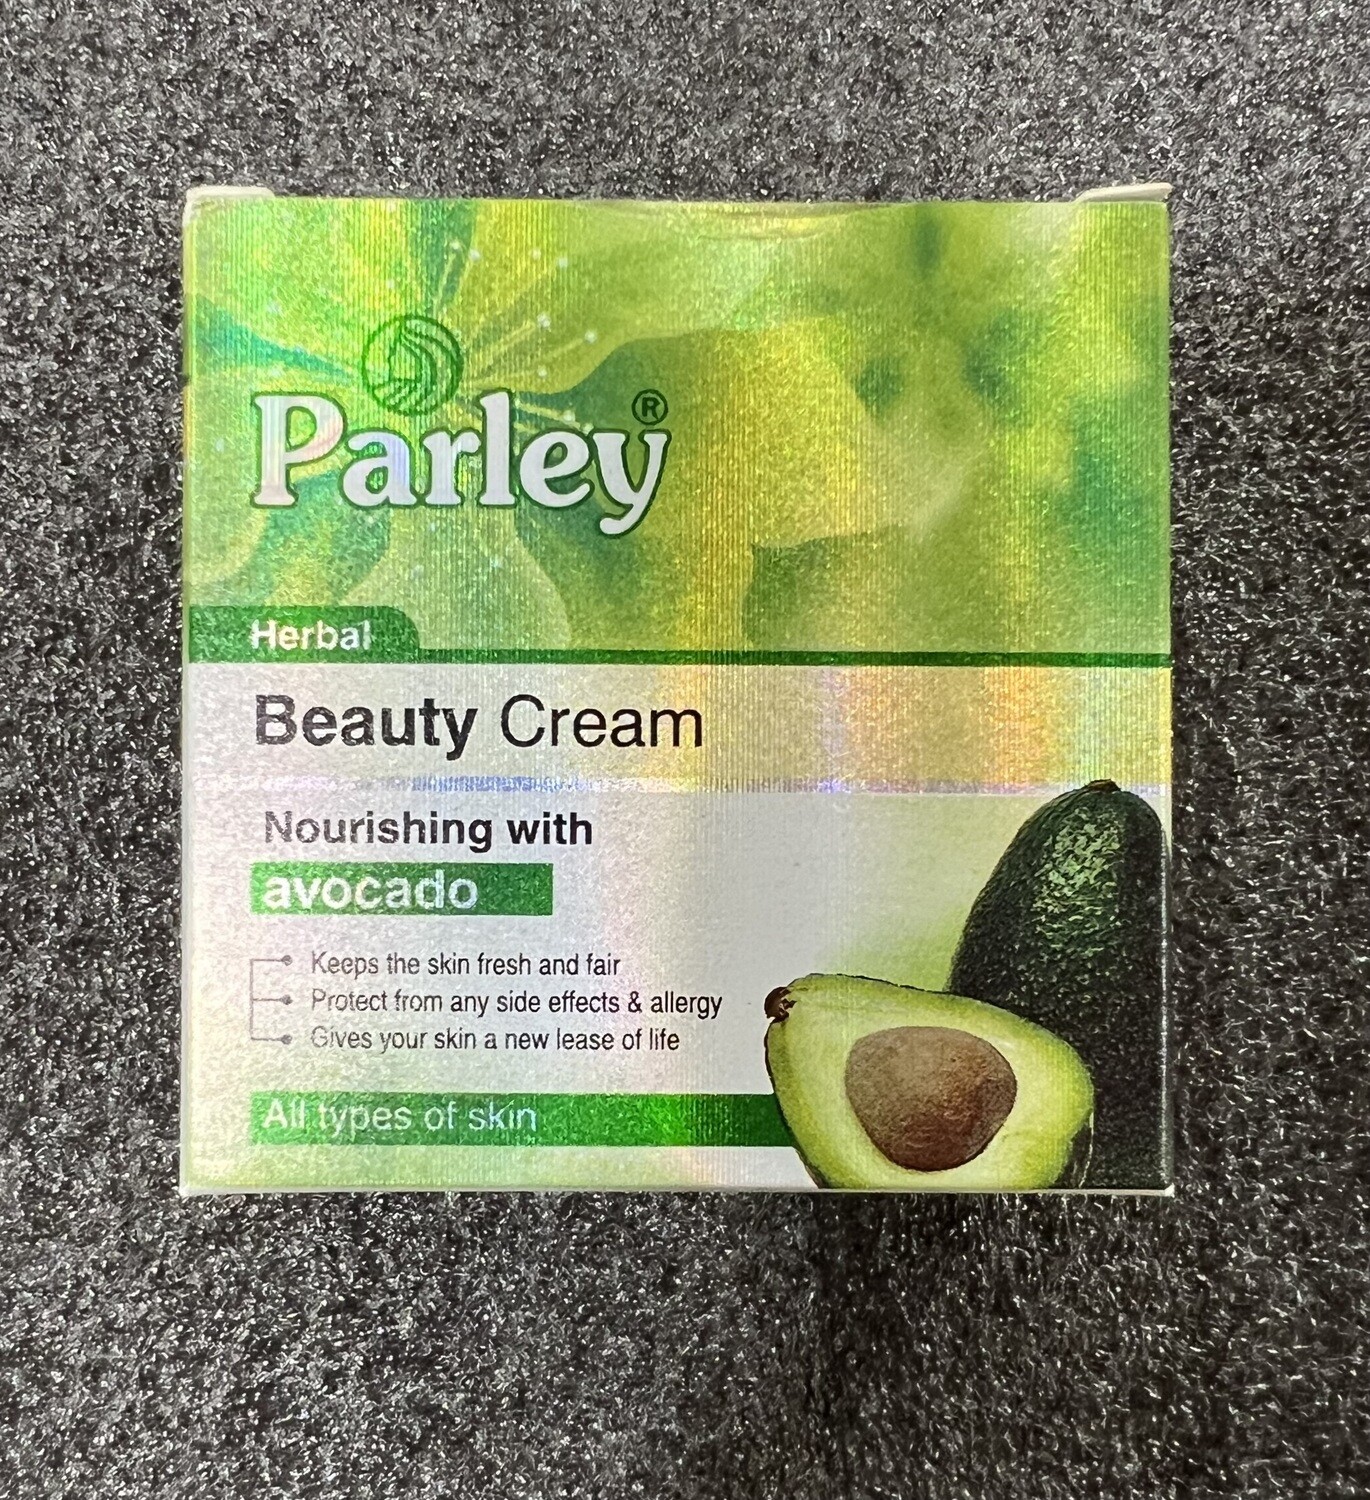 Parley®
Herbal
Beauty Cream
Nourishing with
avocado
Keeps the skin fresh and fair
Protect from any side effects & allergy
Gives your skin a new lease of life
All types of skin